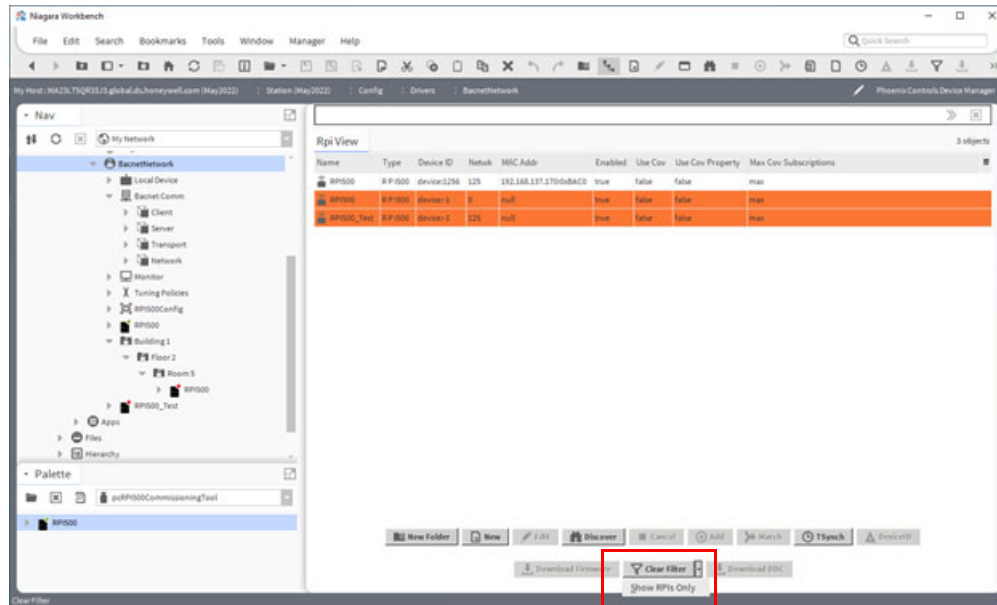 Niagara Workbench
File Edit Search Bookmarks Tools Window Manager Help
Quick Search
My Host : MA23LT5QR33J3.global.ds.honeywell.com (May2022) : Station (May2022) : Config : Drivers : BacnetNetwork
Phoenix Controls Device Manager
Nav
My Network
BacnetNetwork
Local Device
Bacnet Comm
Client
Server
Transport
Network
Monitor
Tuning Policies
RPI500Config
RPI500
Building 1
Floor 2
Room 5
RPI500
RPI500_Test
Apps
Files
Hierarchy
Palette
pcRPI500CommissioningTool
RPI500
Rpi View
3 objects
Name Type Device ID Netwk MAC Addr Enabled Use Cov Use Cov Property Max Cov Subscriptions
RPI500 R P I500 device:1256 125 192.168.137.170:0xBAC0 true false false max
RPI500 R P I500 device:-1 0 null true false false max
RPI500_Test R P I500 device:-1 125 null true false false max
New Folder New Edit Discover Cancel Add Match TSynch DeviceID
Download Firmware Clear Filter Download DDC
Show RPIs Only
Clear Filter